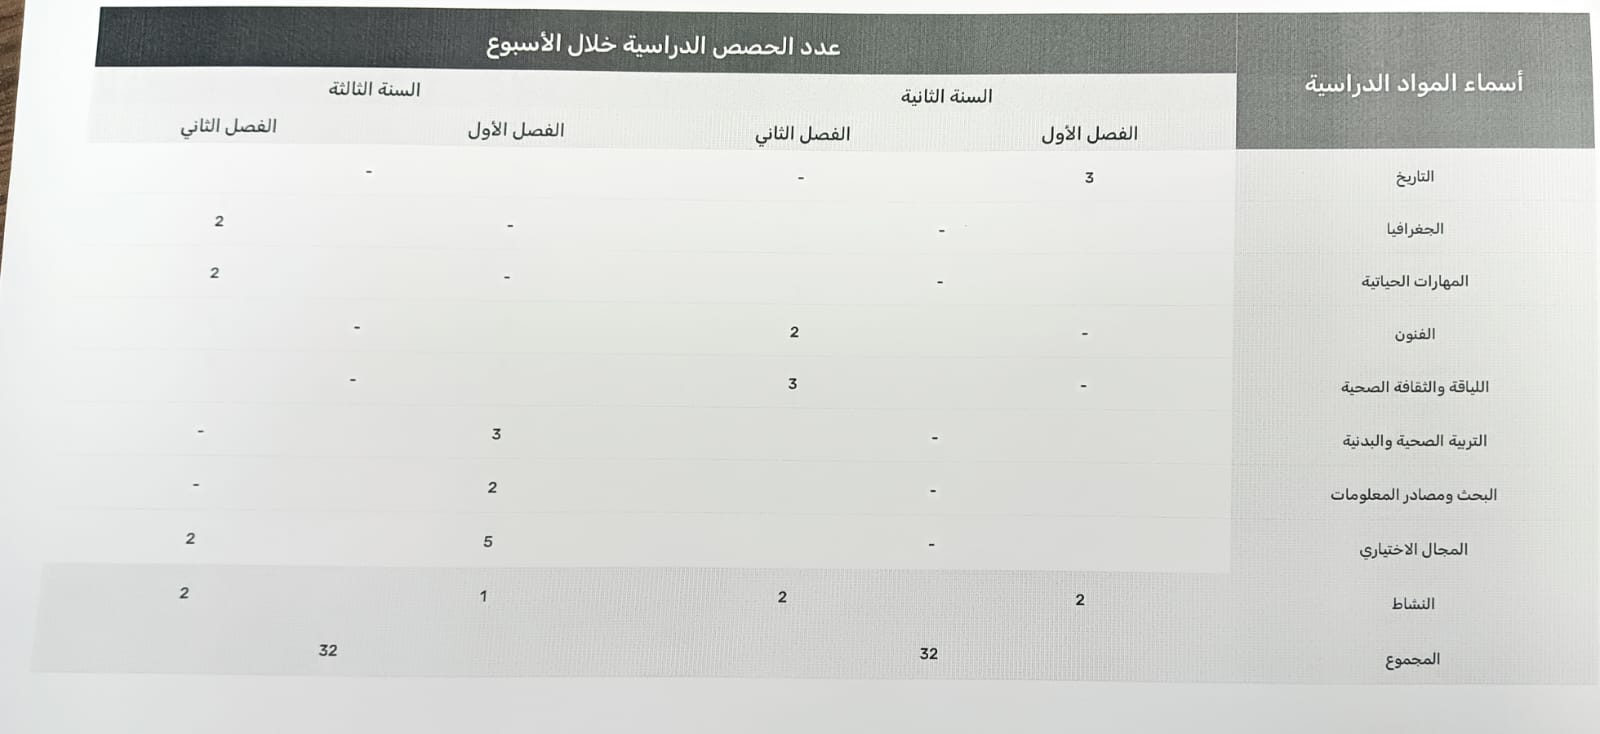 أسماء المواد الدراسية عدد الحصص الدراسية خلال الأسبوع
السنة الثانية السنة الثالثة
الفصل الأول الفصل الثاني الفصل الأول الفصل الثاني
التاريخ 3 - -
الجغرافيا - - 2
المهارات الحياتية - - 2
الفنون - 2 -
اللياقة والثقافة الصحية - 3 -
التربية الصحية والبدنية - 3 -
البحث ومصادر المعلومات - 2 -
المجال الاختياري - 5 2
النشاط 2 2 1 2
المجموع 32 32